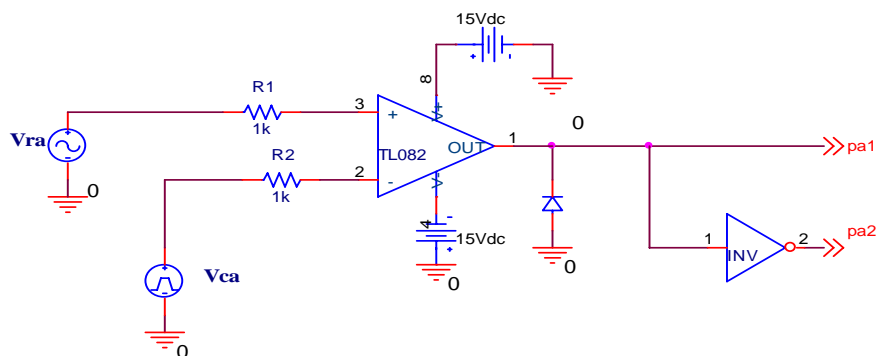 15Vdc
+ -
8
0
R1
1k
3
+
V+
1
0
pa1
Vra
+
-
0
R2
1k
2
-
TL082
OUT
V-
4
-
+
15Vdc
0
0
1
INV
2
pa2
Vca
+
-
0